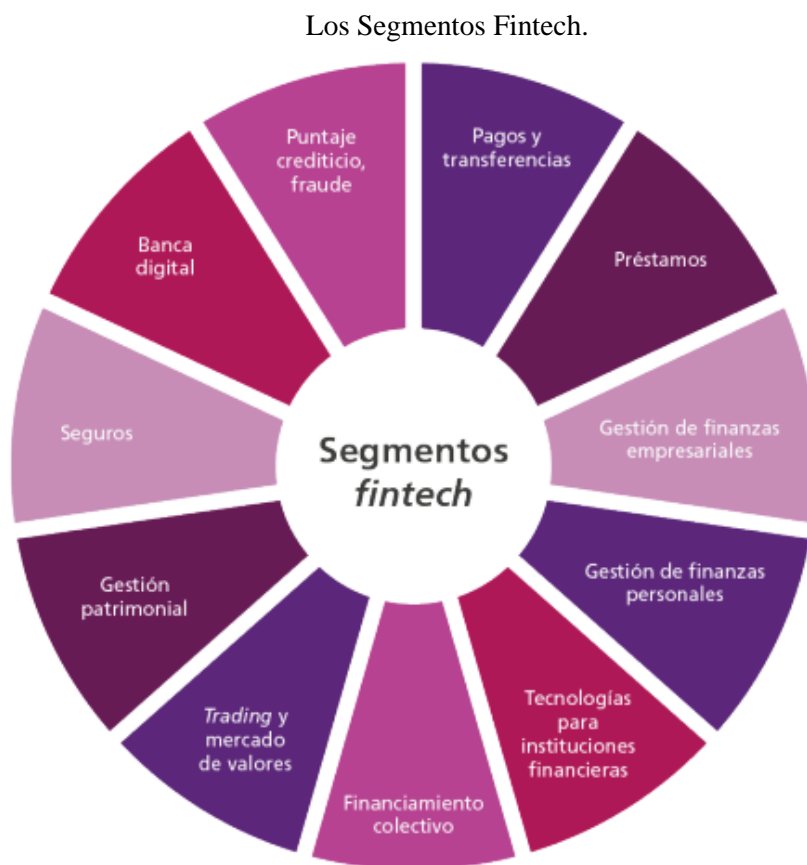 Los Segmentos Fintech.
Puntaje
crediticio,
fraude
Pagos y
transferencias
Banca
digital
Préstamos
Seguros
Gestión de finanzas
empresariales
Segmentos
fintech
Gestión
patrimonial
Gestión de finanzas
personales
Trading y
mercado
de valores
Tecnologías
para
instituciones
financieras
Financiamiento
colectivo